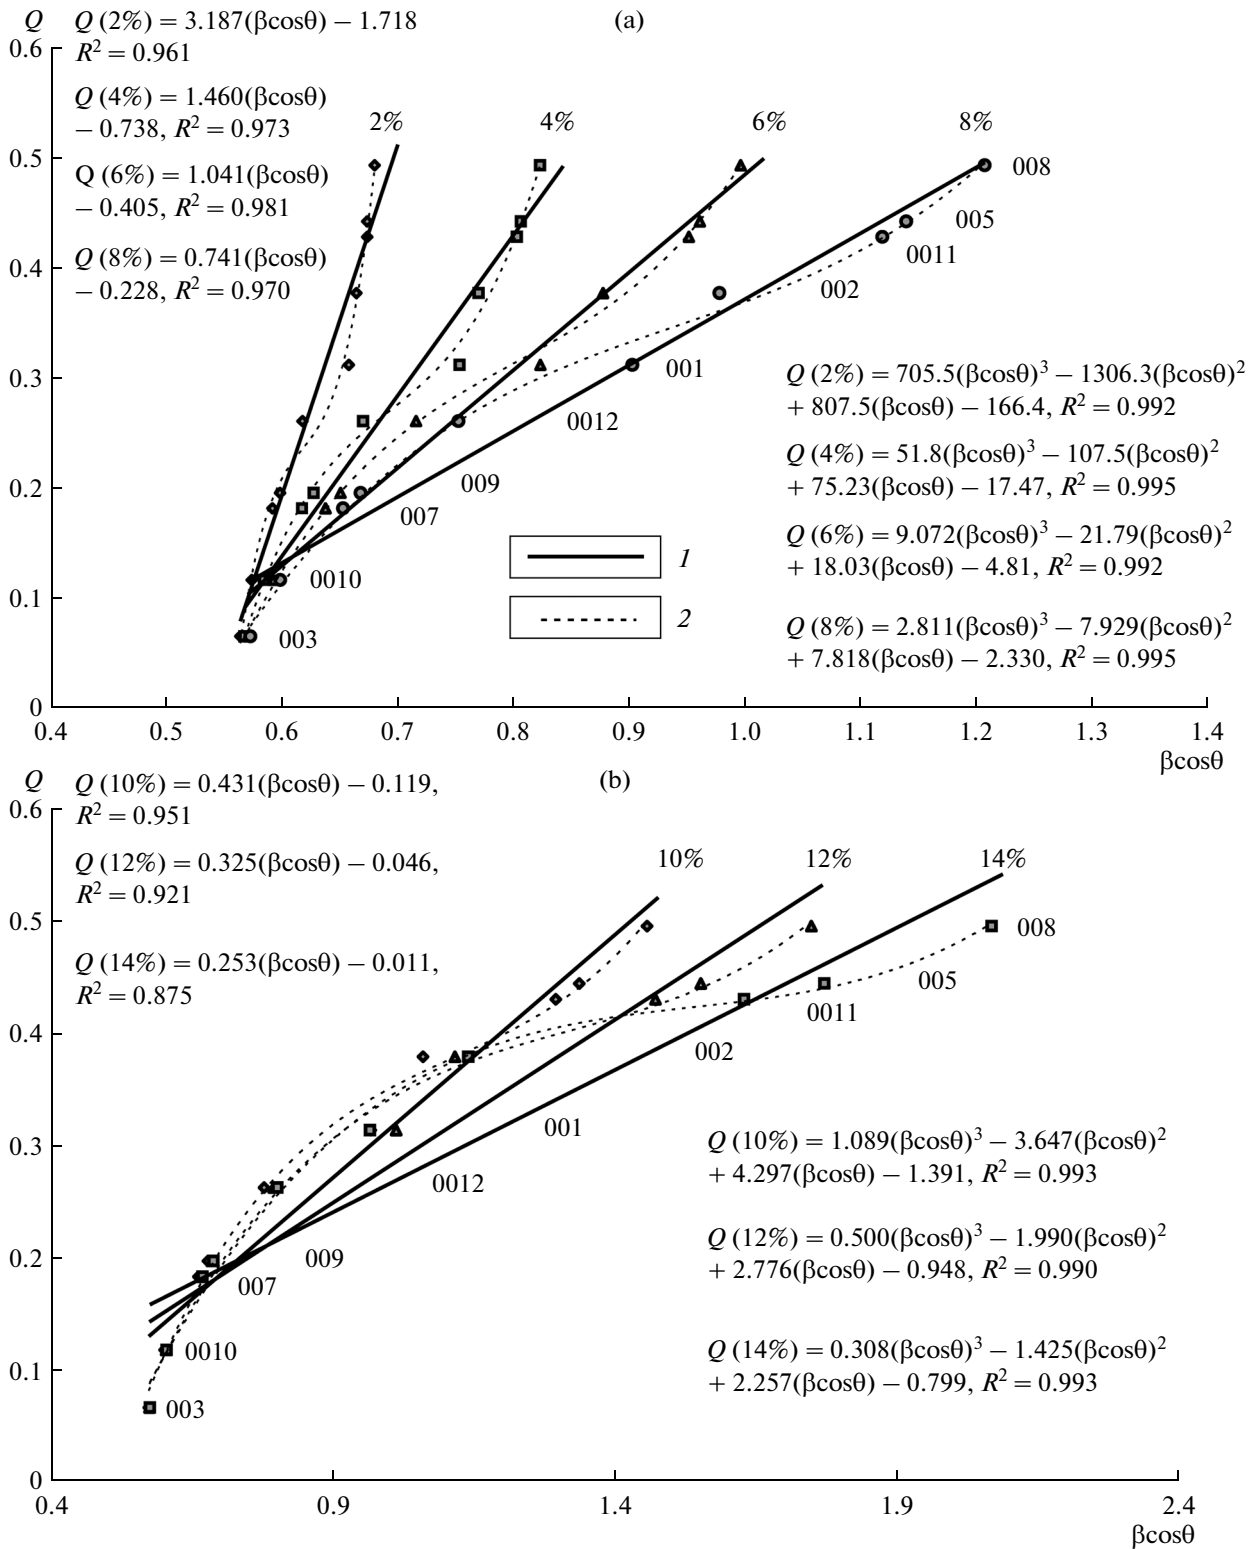 Q
Q (2%) = 3.187(βcosθ) − 1.718
R² = 0.961
(a)
Q (4%) = 1.460(βcosθ)
− 0.738, R² = 0.973
Q (6%) = 1.041(βcosθ)
− 0.405, R² = 0.981
Q (8%) = 0.741(βcosθ)
− 0.228, R² = 0.970
2%
4%
6%
8%
0.6
0.5
0.4
0.3
0.2
0.1
0
008
005
0011
002
001
0012
009
007
0010
003
1
2
Q (2%) = 705.5(βcosθ)³ − 1306.3(βcosθ)²
+ 807.5(βcosθ) − 166.4, R² = 0.992
Q (4%) = 51.8(βcosθ)³ − 107.5(βcosθ)²
+ 75.23(βcosθ) − 17.47, R² = 0.995
Q (6%) = 9.072(βcosθ)³ − 21.79(βcosθ)²
+ 18.03(βcosθ) − 4.81, R² = 0.992
Q (8%) = 2.811(βcosθ)³ − 7.929(βcosθ)²
+ 7.818(βcosθ) − 2.330, R² = 0.995
0.4 0.5 0.6 0.7 0.8 0.9 1.0 1.1 1.2 1.3 1.4
βcosθ
Q
Q (10%) = 0.431(βcosθ) − 0.119,
R² = 0.951
(b)
Q (12%) = 0.325(βcosθ) − 0.046,
R² = 0.921
Q (14%) = 0.253(βcosθ) − 0.011,
R² = 0.875
10%
12%
14%
0.6
0.5
0.4
0.3
0.2
0.1
0
008
005
0011
002
001
0012
009
007
0010
003
Q (10%) = 1.089(βcosθ)³ − 3.647(βcosθ)²
+ 4.297(βcosθ) − 1.391, R² = 0.993
Q (12%) = 0.500(βcosθ)³ − 1.990(βcosθ)²
+ 2.776(βcosθ) − 0.948, R² = 0.990
Q (14%) = 0.308(βcosθ)³ − 1.425(βcosθ)²
+ 2.257(βcosθ) − 0.799, R² = 0.993
0.4 0.9 1.4 1.9 2.4
βcosθ